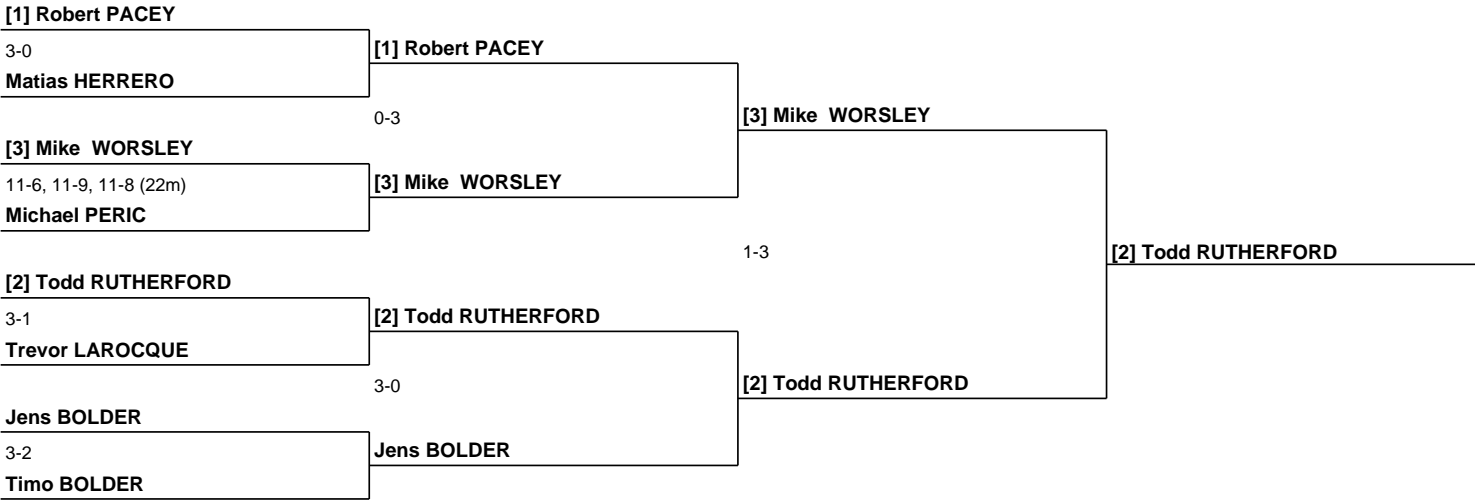 [1] Robert PACEY
3-0
[1] Robert PACEY
Matias HERRERO
0-3
[3] Mike  WORSLEY
[3] Mike  WORSLEY
11-6, 11-9, 11-8 (22m)
[3] Mike  WORSLEY
Michael PERIC
1-3
[2] Todd RUTHERFORD
[2] Todd RUTHERFORD
3-1
[2] Todd RUTHERFORD
Trevor LAROCQUE
3-0
[2] Todd RUTHERFORD
Jens BOLDER
3-2
Jens BOLDER
Timo BOLDER